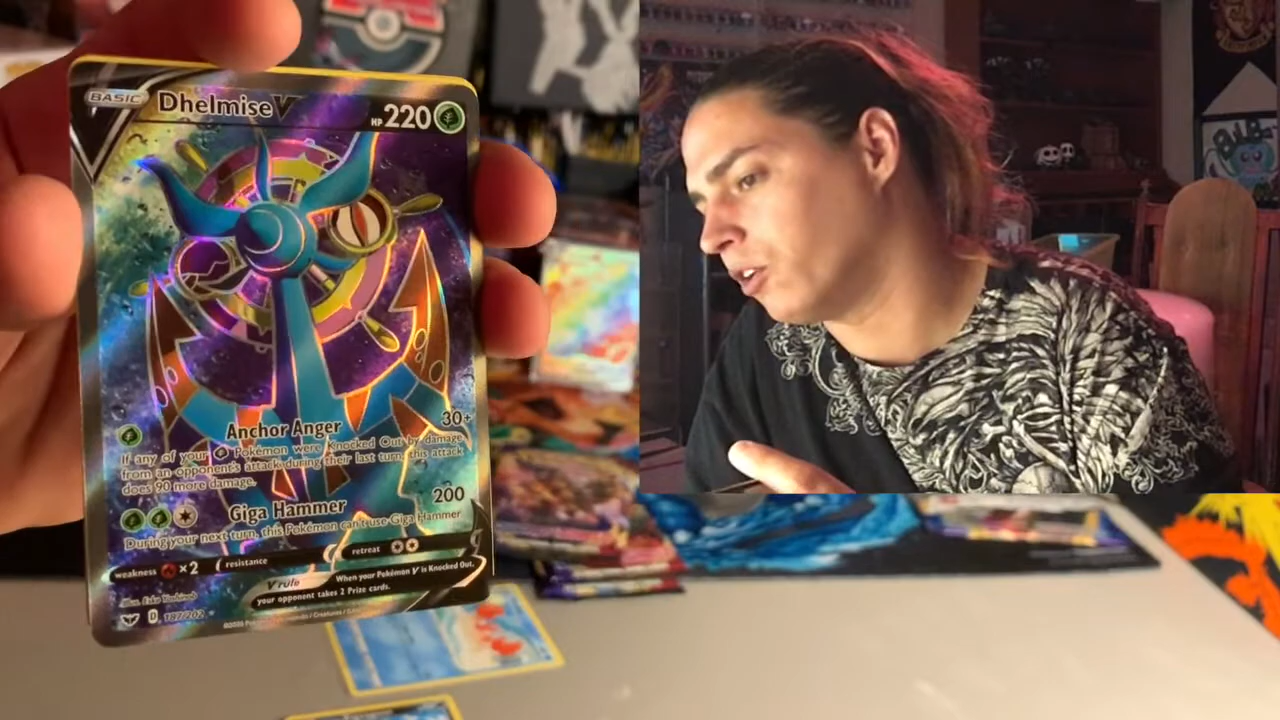 BASIC
Dhelmise V
HP 220
Anchor Anger 30+
If any of your Pokémon were Knocked Out by damage
from an opponent's attack during their last turn, this attack
does 90 more damage.
Giga Hammer 200
During your next turn, this Pokémon can't use Giga Hammer
weakness ×2 resistance retreat
V rule When your Pokémon V is Knocked Out,
your opponent takes 2 Prize cards.
D 187/202